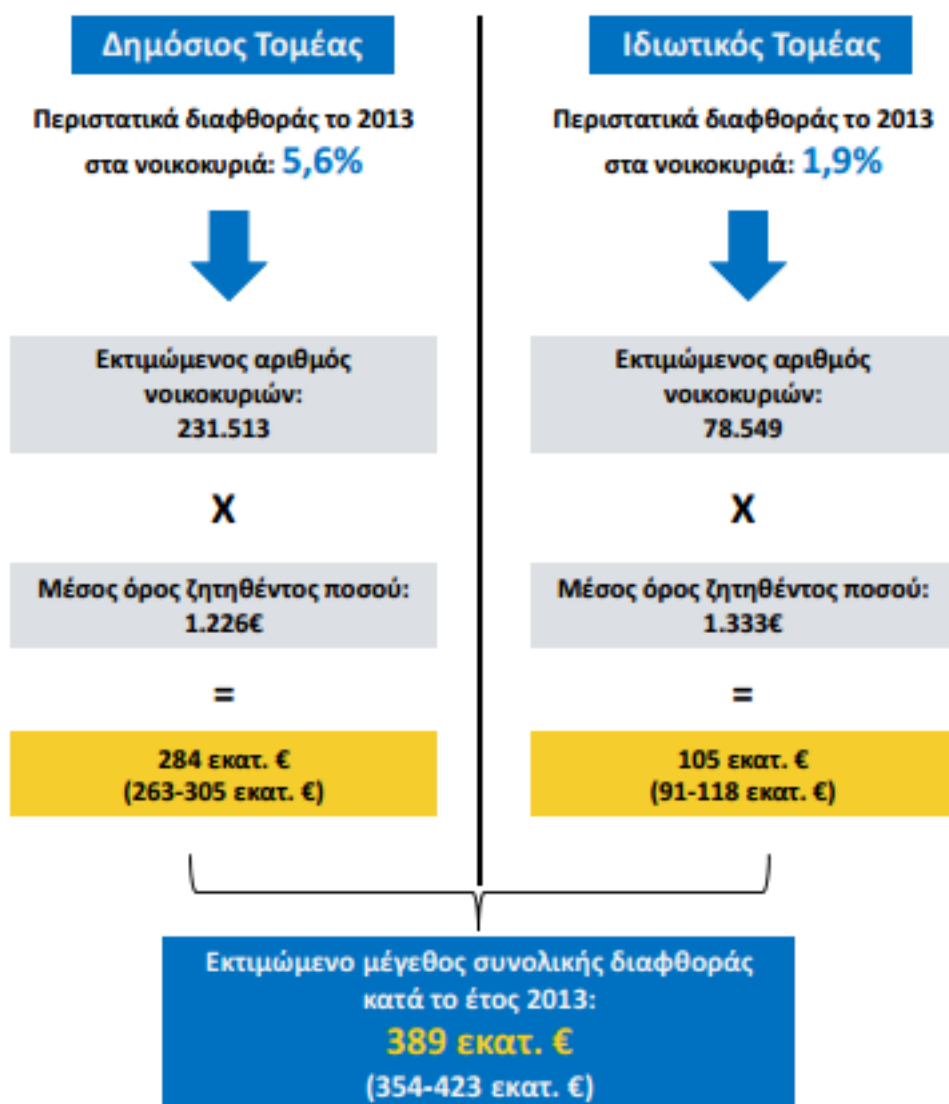 Δημόσιος Τομέας
Περιστατικά διαφθοράς το 2013
στα νοικοκυριά: 5,6%
Εκτιμώμενος αριθμός
νοικοκυριών:
231.513
X
Μέσος όρος ζητηθέντος ποσού:
1.226€
=
284 εκατ. €
(263-305 εκατ. €)
Ιδιωτικός Τομέας
Περιστατικά διαφθοράς το 2013
στα νοικοκυριά: 1,9%
Εκτιμώμενος αριθμός
νοικοκυριών:
78.549
X
Μέσος όρος ζητηθέντος ποσού:
1.333€
=
105 εκατ. €
(91-118 εκατ. €)
Εκτιμώμενο μέγεθος συνολικής διαφθοράς
κατά το έτος 2013:
389 εκατ. €
(354-423 εκατ. €)